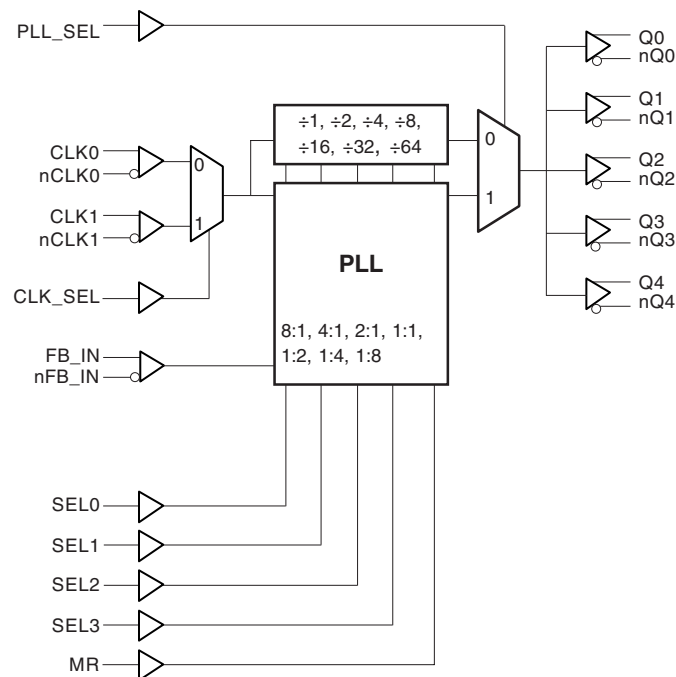 PLL_SEL
CLK0
nCLK0
CLK1
nCLK1
CLK_SEL
FB_IN
nFB_IN
SEL0
SEL1
SEL2
SEL3
MR
0
1
÷1, ÷2, ÷4, ÷8,
÷16, ÷32, ÷64
PLL
8:1, 4:1, 2:1, 1:1,
1:2, 1:4, 1:8
0
1
Q0
nQ0
Q1
nQ1
Q2
nQ2
Q3
nQ3
Q4
nQ4